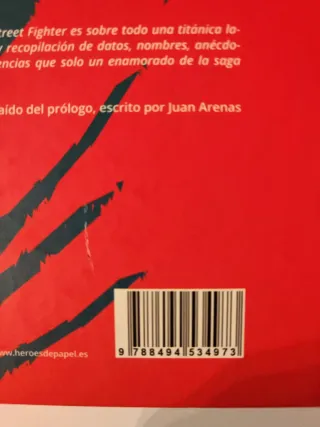 treet Fighter es sobre todo una titánica la-
y recopilación de datos, nombres, anécdo-
encias que solo un enamorado de la saga
aído del prólogo, escrito por Juan Arenas
www.heroesdepapel.es
9 788494 534973